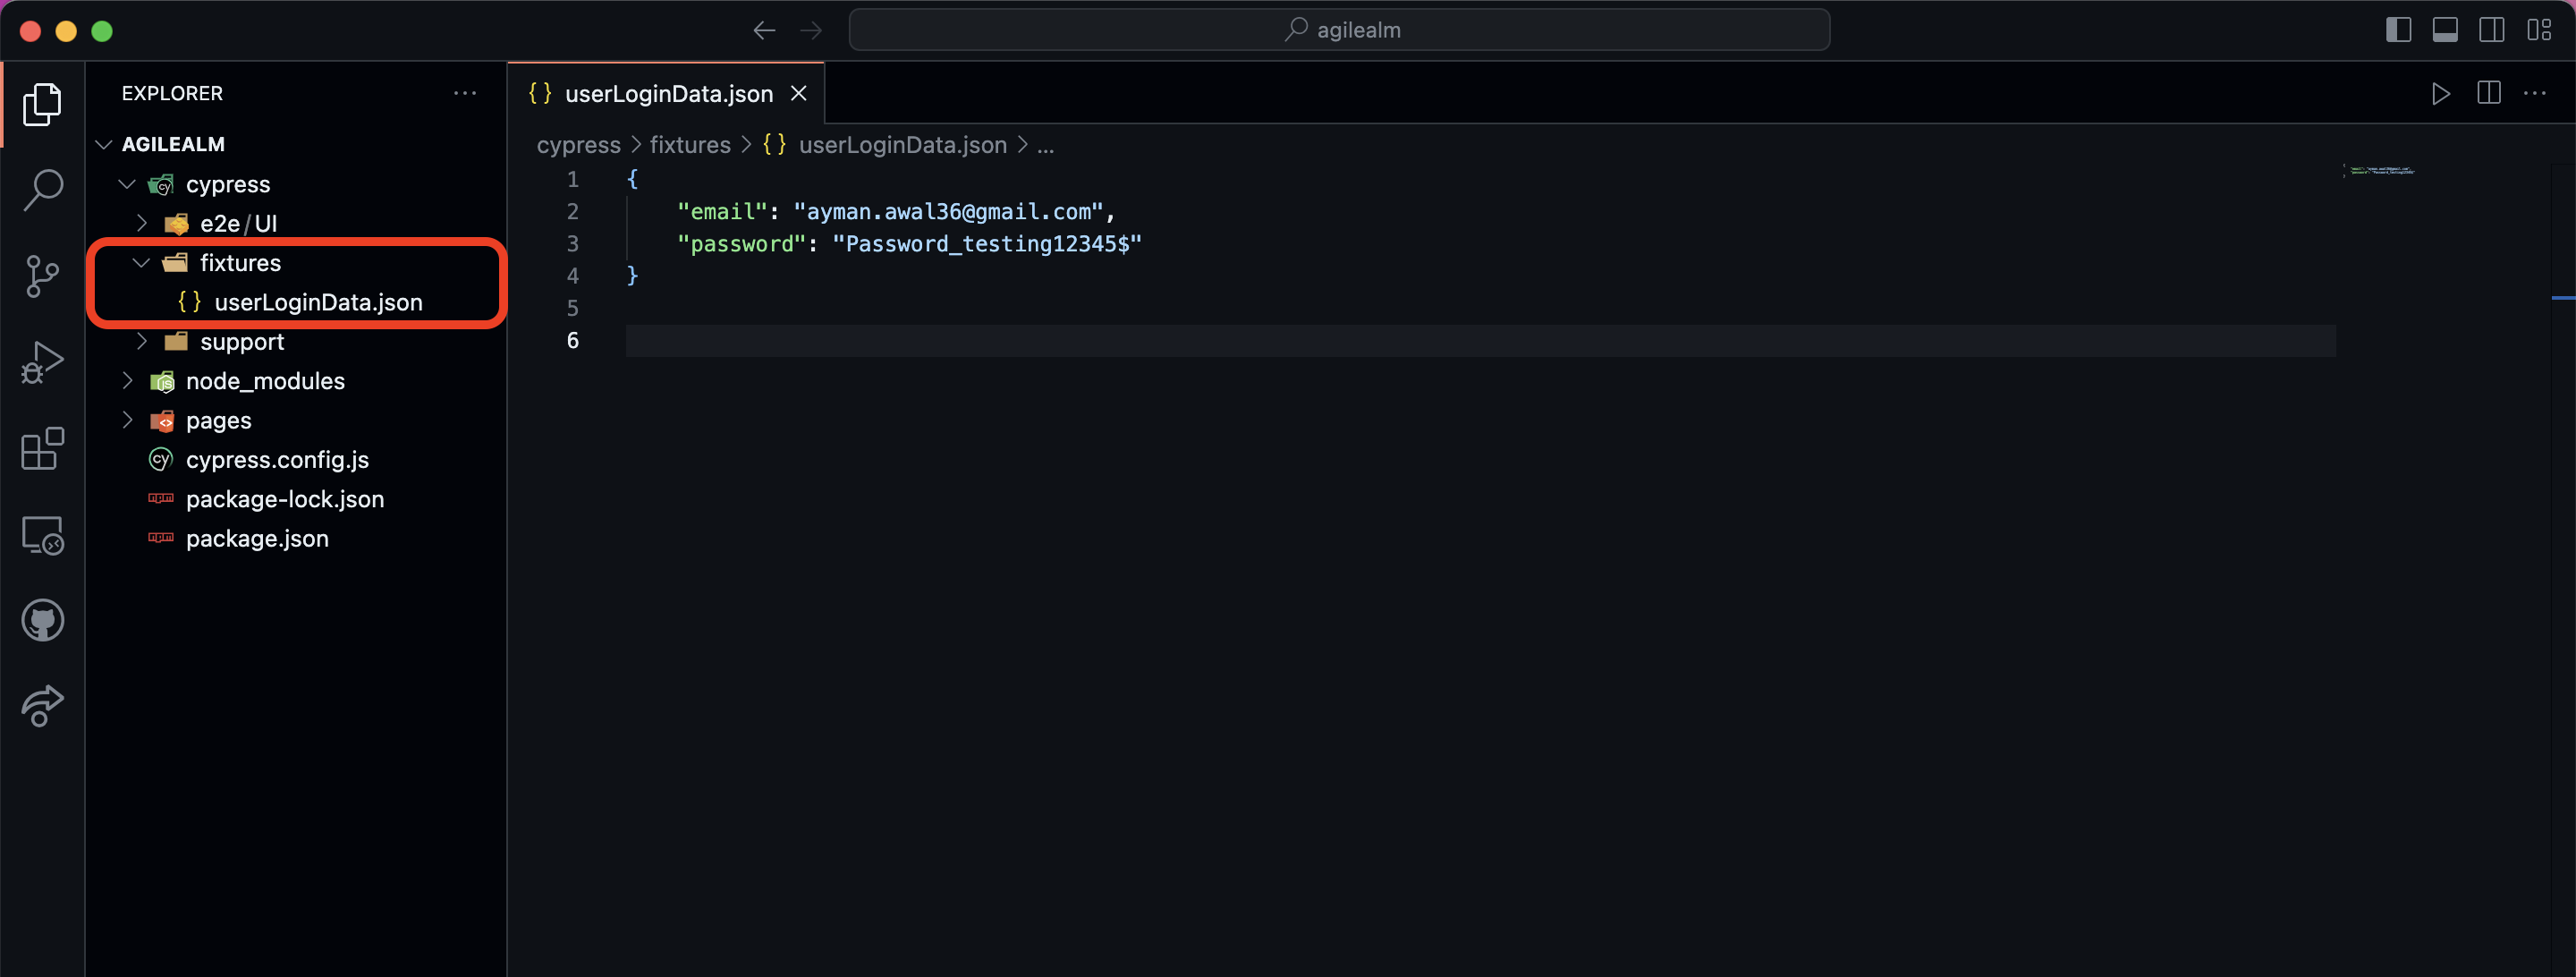 agilealm
EXPLORER
AGILEALM
cypress
e2e/UI
fixtures
userLoginData.json
support
node_modules
pages
cypress.config.js
package-lock.json
package.json
userLoginData.json
cypress > fixtures > {} userLoginData.json > ...
1 {
2 "email": "ayman.awal36@gmail.com",
3 "password": "Password_testing12345$"
4 }
5
6